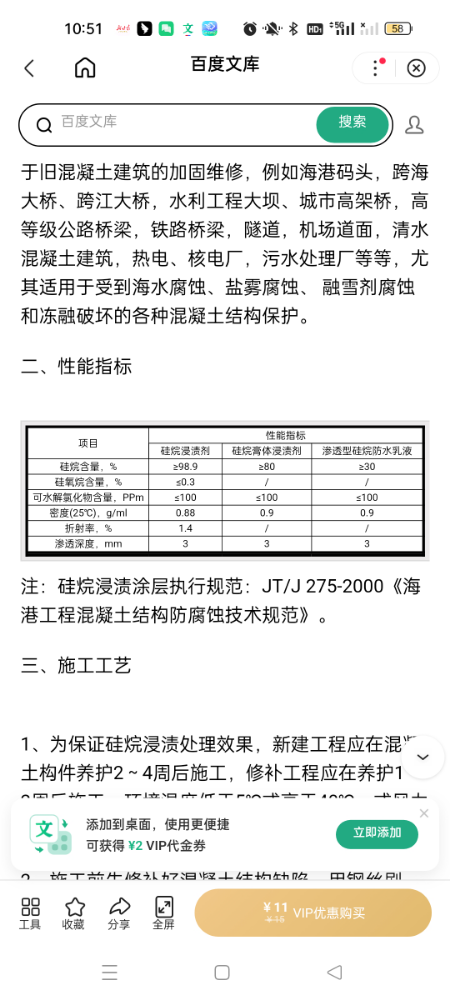 10:51
HD1
5G
58
百度文库
百度文库
搜索
于旧混凝土建筑的加固维修，例如海港码头，跨海
大桥、跨江大桥，水利工程大坝、城市高架桥，高
等级公路桥梁，铁路桥梁，隧道，机场道面，清水
混凝土建筑，热电、核电厂，污水处理厂等等，尤
其适用于受到海水腐蚀、盐雾腐蚀、 融雪剂腐蚀
和冻融破坏的各种混凝土结构保护。
二、性能指标
项目 性能指标
硅烷浸渍剂 硅烷膏体浸渍剂 渗透型硅烷防水乳液
硅烷含量，% ≥98.9 ≥80 ≥30
硅氧烷含量，% ≤0.3 / /
可水解氯化物含量，PPm ≤100 ≤100 ≤100
密度(25℃)，g/ml 0.88 0.9 0.9
折射率，% 1.4 / /
渗透深度，mm 3 3 3
注：硅烷浸渍涂层执行规范：JT/J 275-2000《海
港工程混凝土结构防腐蚀技术规范》。
三、施工工艺
1、为保证硅烷浸渍处理效果，新建工程应在混凝
土构件养护2 ~ 4周后施工，修补工程应在养护1
文
添加到桌面，使用更便捷
可获得 ¥2 VIP代金券
立即添加
2、施工前先修补好混凝土结构缺陷，用钢丝刷
工具
收藏
分享
全屏
¥11
¥15
VIP优惠购买